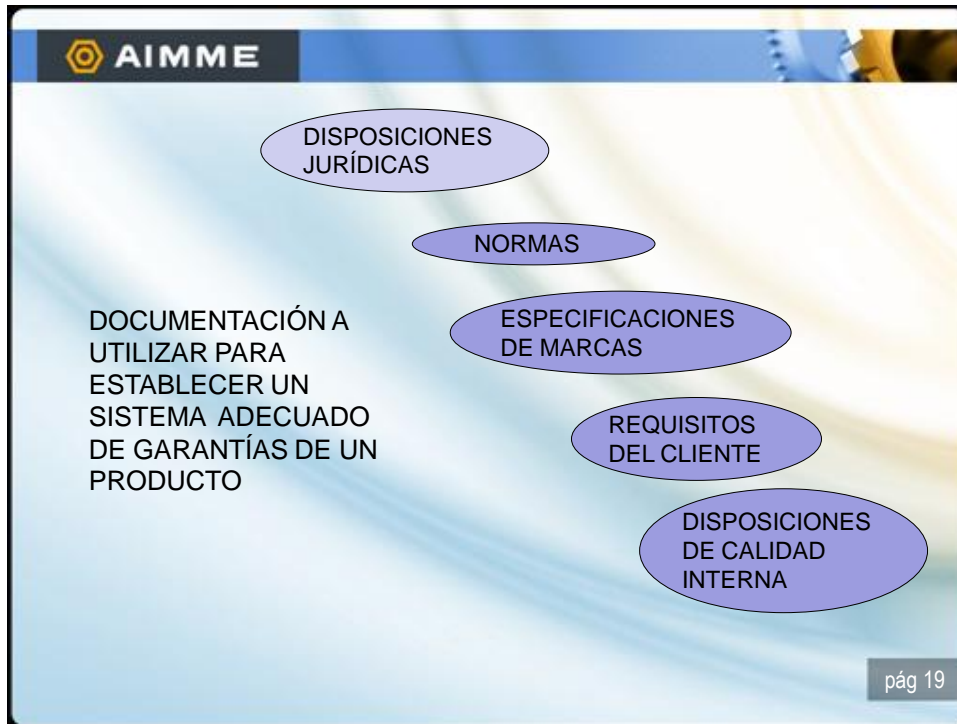 AIMME
DISPOSICIONES
JURÍDICAS
NORMAS
ESPECIFICACIONES
DE MARCAS
DOCUMENTACIÓN A
UTILIZAR PARA
ESTABLECER UN
SISTEMA ADECUADO
DE GARANTÍAS DE UN
PRODUCTO
REQUISITOS
DEL CLIENTE
DISPOSICIONES
DE CALIDAD
INTERNA
pág 19